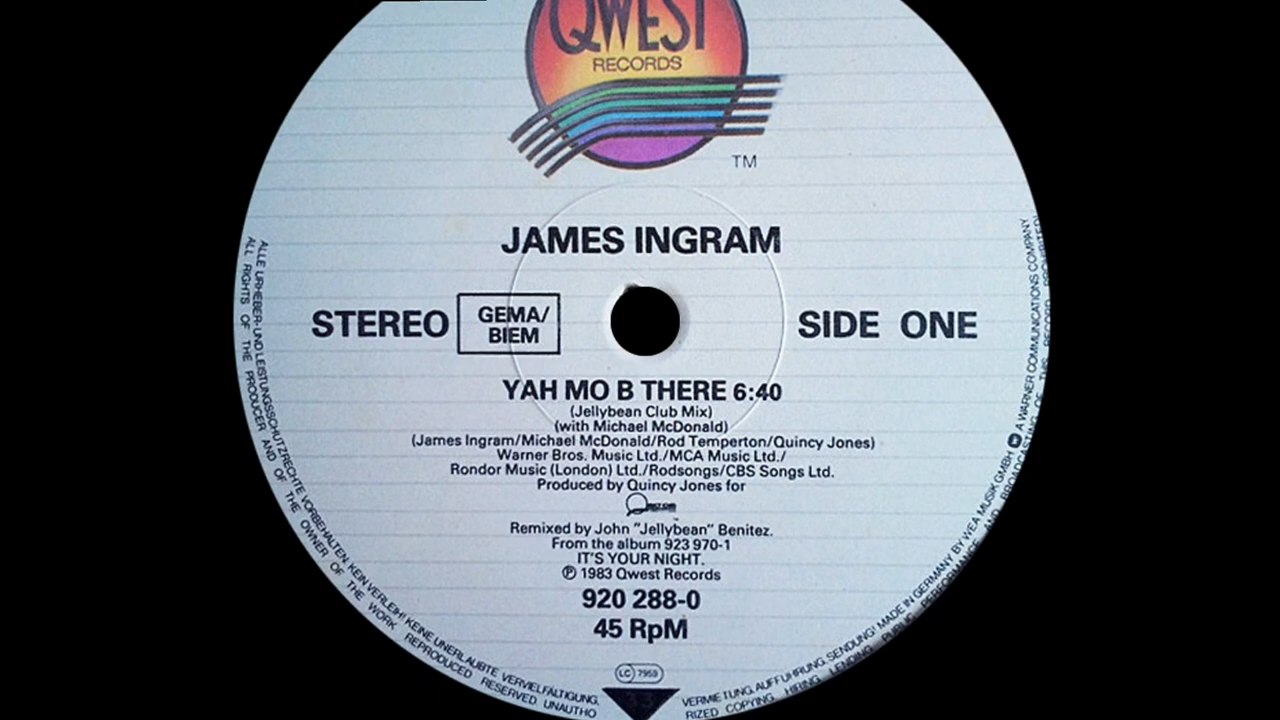 QWEST
RECORDS
TM
JAMES INGRAM
STEREO
GEMA/
BIEM
SIDE ONE
YAH MO B THERE 6:40
(Jellybean Club Mix)
(with Michael McDonald)
(James Ingram/Michael McDonald/Rod Temperton/Quincy Jones)
Warner Bros. Music Ltd./MCA Music Ltd./
Rondor Music (London) Ltd./Rodsongs/CBS Songs Ltd.
Produced by Quincy Jones for
Remixed by John "Jellybean" Benitez.
From the album 923 970-1
IT'S YOUR NIGHT.
℗ 1983 Qwest Records
920 288-0
45 RpM
LC 7959
ALLE URHEBER- UND LEISTUNGSSCHUTZRECHTE VORBEHALTEN. KEIN VERLEIH! KEINE UNERLAUBTE VERVIELFÄLTIGUNG, VERMIETUNG, AUFFÜHRUNG, SENDUNG! MADE IN GERMANY BY WEA MUSIK GMBH A WARNER COMMUNICATIONS COMPANY
ALL RIGHTS OF THE PRODUCER AND OF THE OWNER OF THE WORK REPRODUCED RESERVED. UNAUTHORIZED COPYING, HIRING, LENDING, PUBLIC PERFORMANCE AND BROADCASTING OF THIS RECORD PROHIBITED